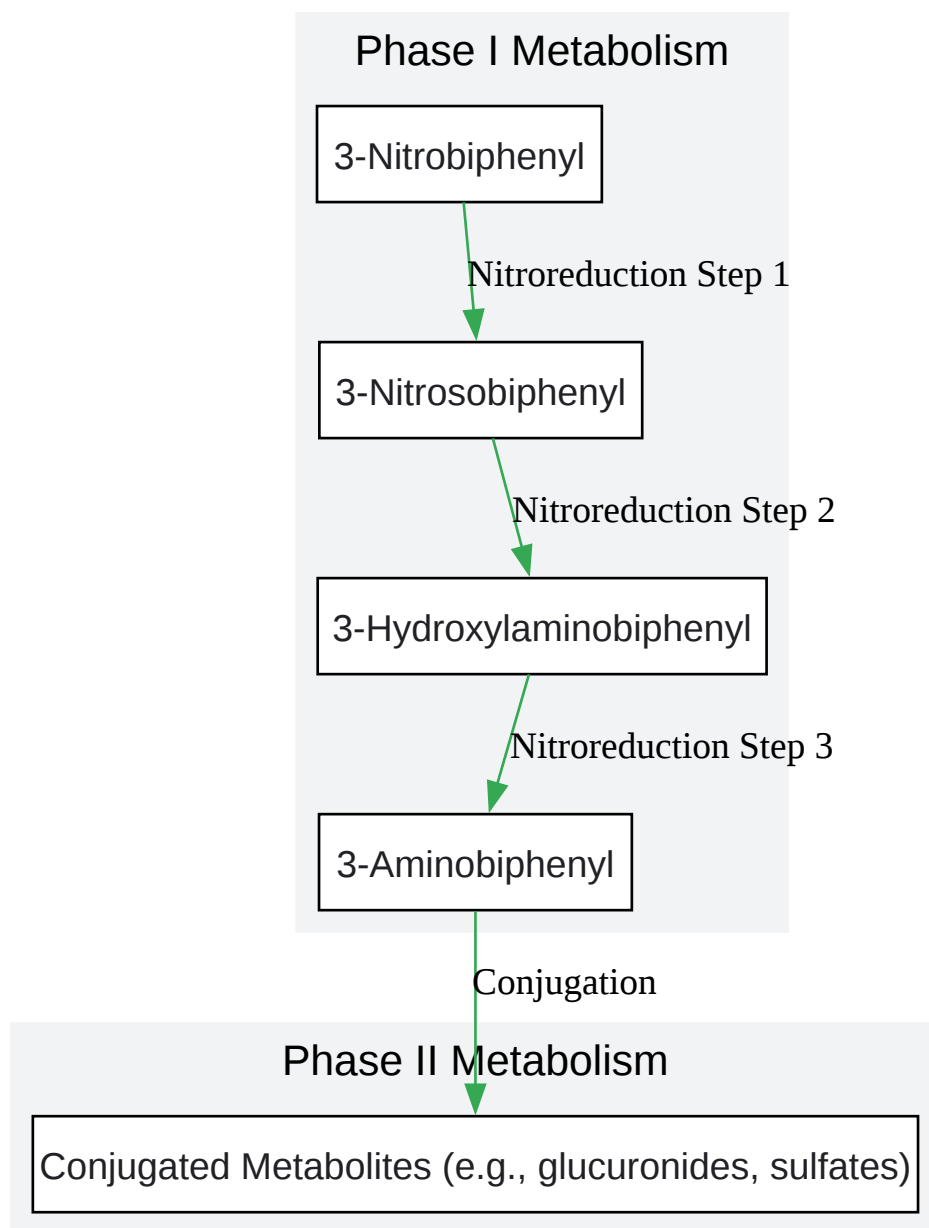 Phase I Metabolism
3-Nitrobiphenyl
Nitroreduction Step 1
3-Nitrosobiphenyl
Nitroreduction Step 2
3-Hydroxylaminobiphenyl
Nitroreduction Step 3
3-Aminobiphenyl
Conjugation
Phase II Metabolism
Conjugated Metabolites (e.g., glucuronides, sulfates)